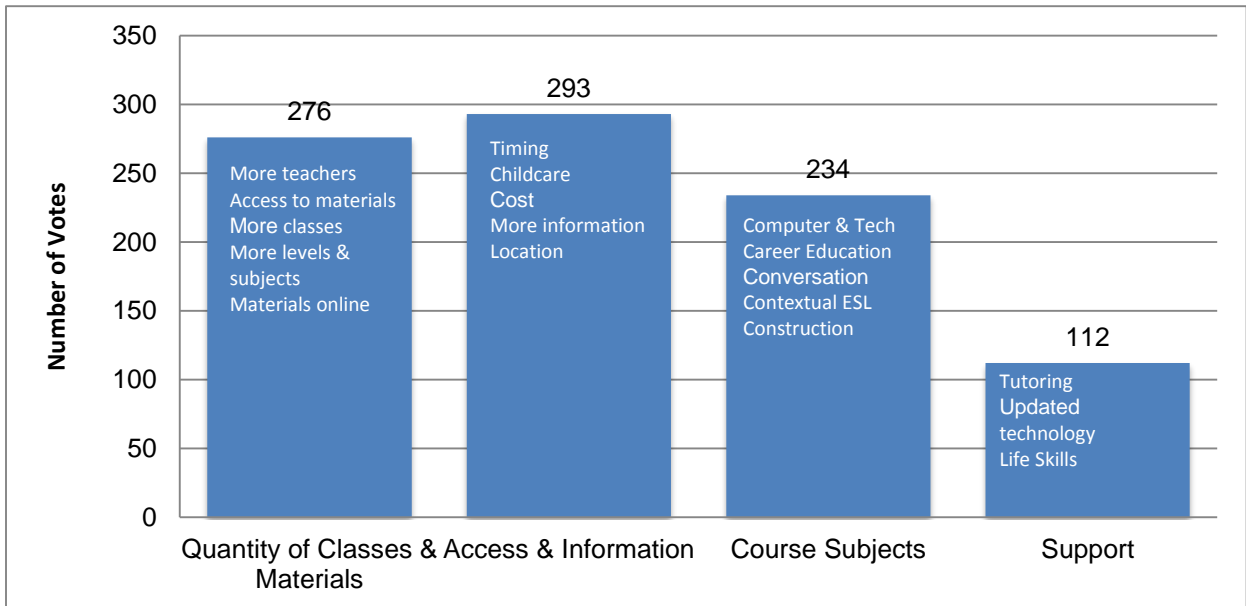 350
300
250
200
150
100
50
0
Number of Votes
276
More teachers
Access to materials
More classes
More levels &
subjects
Materials online
293
Timing
Childcare
Cost
More information
Location
234
Computer & Tech
Career Education
Conversation
Contextual ESL
Construction
112
Tutoring
Updated
technology
Life Skills
Quantity of Classes &
Materials
Access & Information
Course Subjects
Support